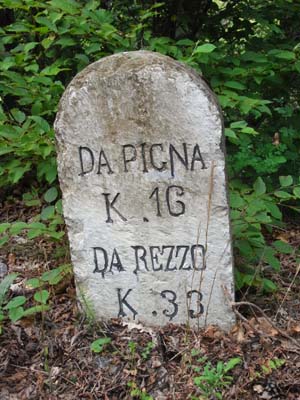 DA PIGNA
K.16
DA REZZO
K.33